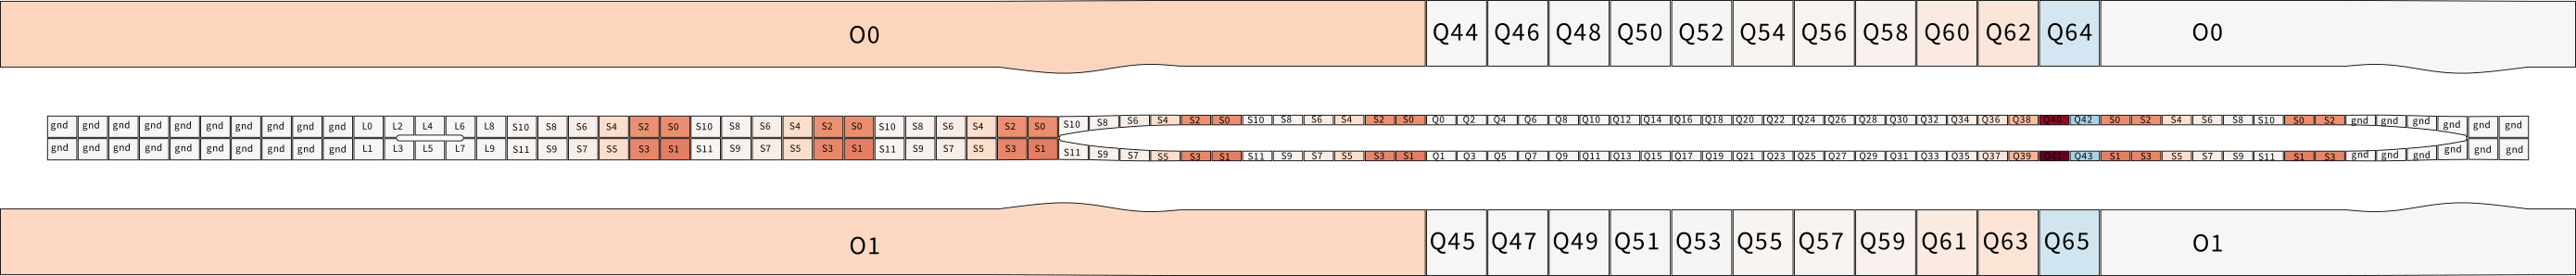 O0 Q44 Q46 Q48 Q50 Q52 Q54 Q56 Q58 Q60 Q62 Q64 O0
gnd gnd gnd gnd gnd gnd gnd gnd gnd gnd L0 L2 L4 L6 L8 S10 S8 S6 S4 S2 S0 S10 S8 S6 S4 S2 S0 S10 S8 S6 S4 S2 S0 S10 S8 S6 S4 S2 S0 S10 S8 S6 S4 S2 S0 Q0 Q2 Q4 Q6 Q8 Q10 Q12 Q14 Q16 Q18 Q20 Q22 Q24 Q26 Q28 Q30 Q32 Q34 Q36 Q38 Q40 Q42 S0 S2 S4 S6 S8 S10 S0 S2 gnd gnd gnd gnd gnd gnd
gnd gnd gnd gnd gnd gnd gnd gnd gnd gnd L1 L3 L5 L7 L9 S11 S9 S7 S5 S3 S1 S11 S9 S7 S5 S3 S1 S11 S9 S7 S5 S3 S1 S11 S9 S7 S5 S3 S1 S11 S9 S7 S5 S3 S1 Q1 Q3 Q5 Q7 Q9 Q11 Q13 Q15 Q17 Q19 Q21 Q23 Q25 Q27 Q29 Q31 Q33 Q35 Q37 Q39 Q41 Q43 S1 S3 S5 S7 S9 S11 S1 S3 gnd gnd gnd gnd gnd gnd
O1 Q45 Q47 Q49 Q51 Q53 Q55 Q57 Q59 Q61 Q63 Q65 O1